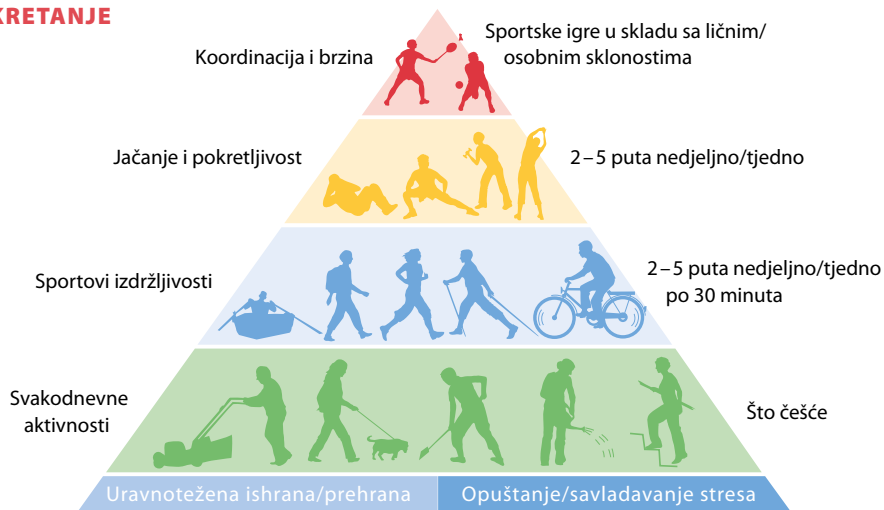 KRETANJE
Koordinacija i brzina
Sportske igre u skladu sa ličnim/
osobnim sklonostima
Jačanje i pokretljivost
2–5 puta nedjeljno/tjedno
Sportovi izdržljivosti
2–5 puta nedjeljno/tjedno
po 30 minuta
Svakodnevne
aktivnosti
Što češće
Uravnotežena ishrana/prehrana
Opuštanje/savladavanje stresa